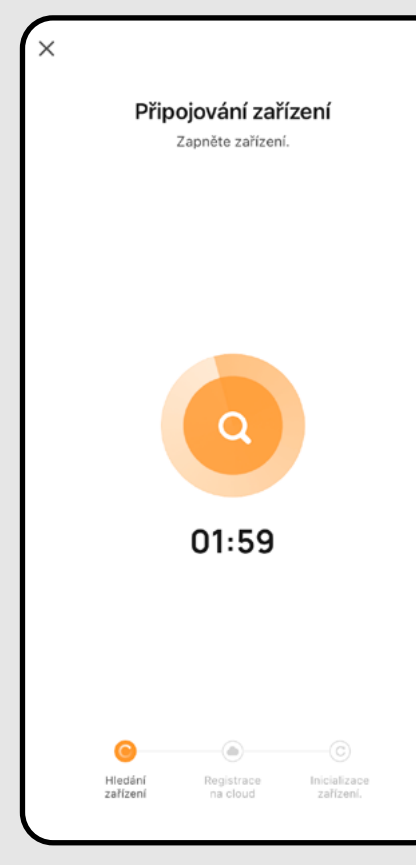 Připojování zařízení
Zapněte zařízení.
01:59
Hledání
zařízení
Registrace
na cloud
Inicializace
zařízení.